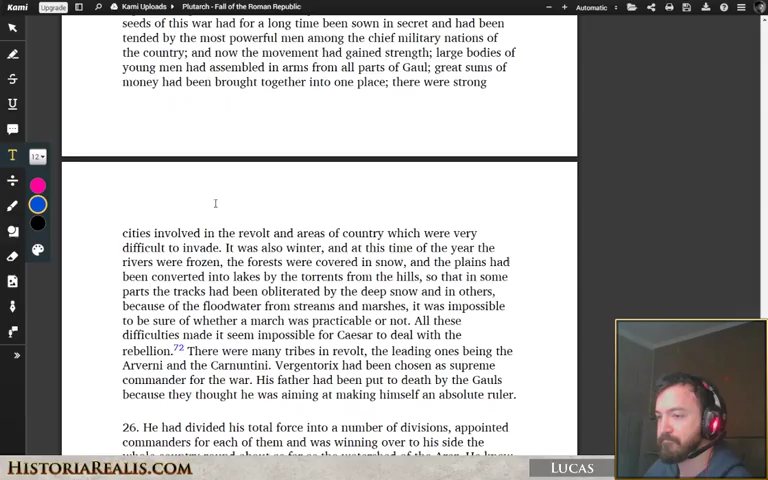 Kami Upgrade Kami Uploads > Plutarch - Fall of the Roman Republic Automatic
seeds of this war had for a long time been sown in secret and had been
tended by the most powerful men among the chief military nations of
the country; and now the movement had gained strength; large bodies of
young men had assembled in arms from all parts of Gaul; great sums of
money had been brought together into one place; there were strong
12
cities involved in the revolt and areas of country which were very
difficult to invade. It was also winter, and at this time of the year the
rivers were frozen, the forests were covered in snow, and the plains had
been converted into lakes by the torrents from the hills, so that in some
parts the tracks had been obliterated by the deep snow and in others,
because of the floodwater from streams and marshes, it was impossible
to be sure of whether a march was practicable or not. All these
difficulties made it seem impossible for Caesar to deal with the
rebellion.72 There were many tribes in revolt, the leading ones being the
Arverni and the Carnuntini. Vergentorix had been chosen as supreme
commander for the war. His father had been put to death by the Gauls
because they thought he was aiming at making himself an absolute ruler.
26. He had divided his total force into a number of divisions, appointed
commanders for each of them and was winning over to his side the
HISTORIAREALIS.COM
LUCAS